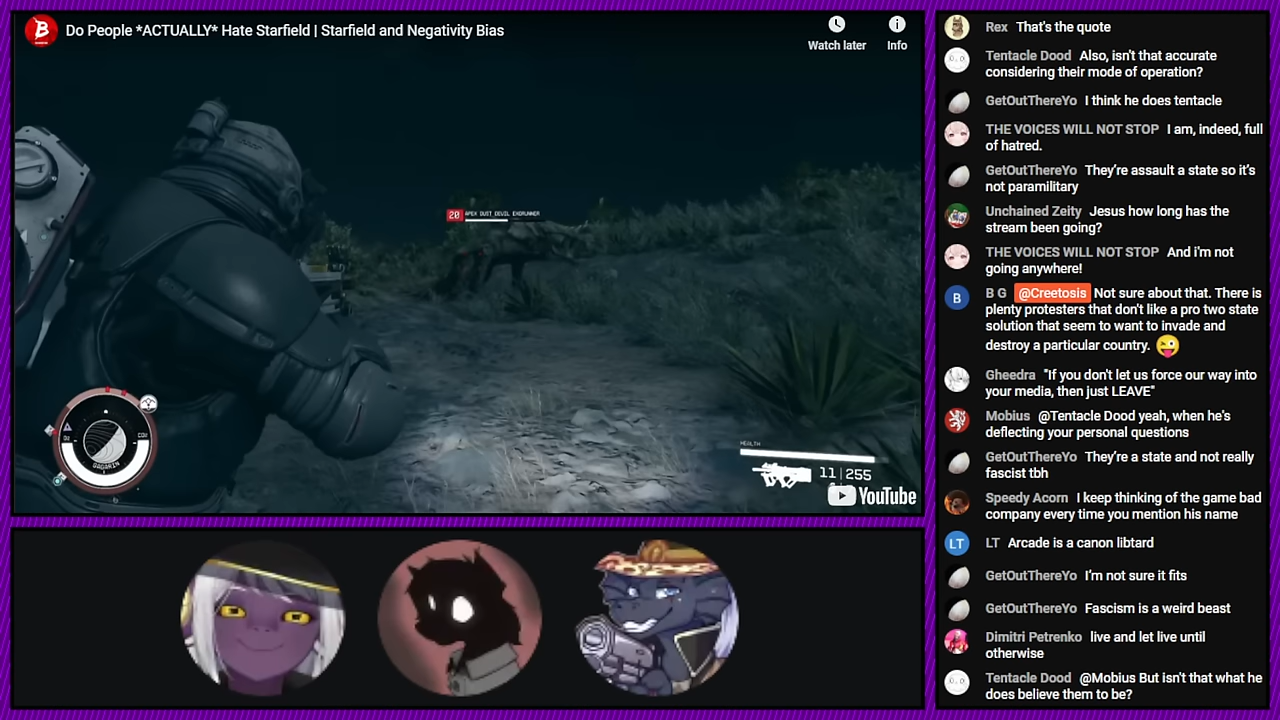 Do People *ACTUALLY* Hate Starfield | Starfield and Negativity Bias
Watch later
Info
20 APEX DUST DEVIL EXORUNNER
O2
CO2
GAGARIN
HEALTH
11|255
YouTube
Rex That's the quote
Tentacle Dood Also, isn't that accurate
considering their mode of operation?
GetOutThereYo I think he does tentacle
THE VOICES WILL NOT STOP I am, indeed, full
of hatred.
GetOutThereYo They're assault a state so it's
not paramilitary
Unchained Zeity Jesus how long has the
stream been going?
THE VOICES WILL NOT STOP And i'm not
going anywhere!
B
B G @Creetosis Not sure about that. There is
plenty protesters that don't like a pro two state
solution that seem to want to invade and
destroy a particular country. 😜
Gheedra "If you don't let us force our way into
your media, then just LEAVE"
Mobius @Tentacle Dood yeah, when he's
deflecting your personal questions
GetOutThereYo They're a state and not really
fascist tbh
Speedy Acorn I keep thinking of the game bad
company every time you mention his name
LT
LT Arcade is a canon libtard
GetOutThereYo I'm not sure it fits
GetOutThereYo Fascism is a weird beast
Dimitri Petrenko live and let live until
otherwise
Tentacle Dood @Mobius But isn't that what he
does believe them to be?